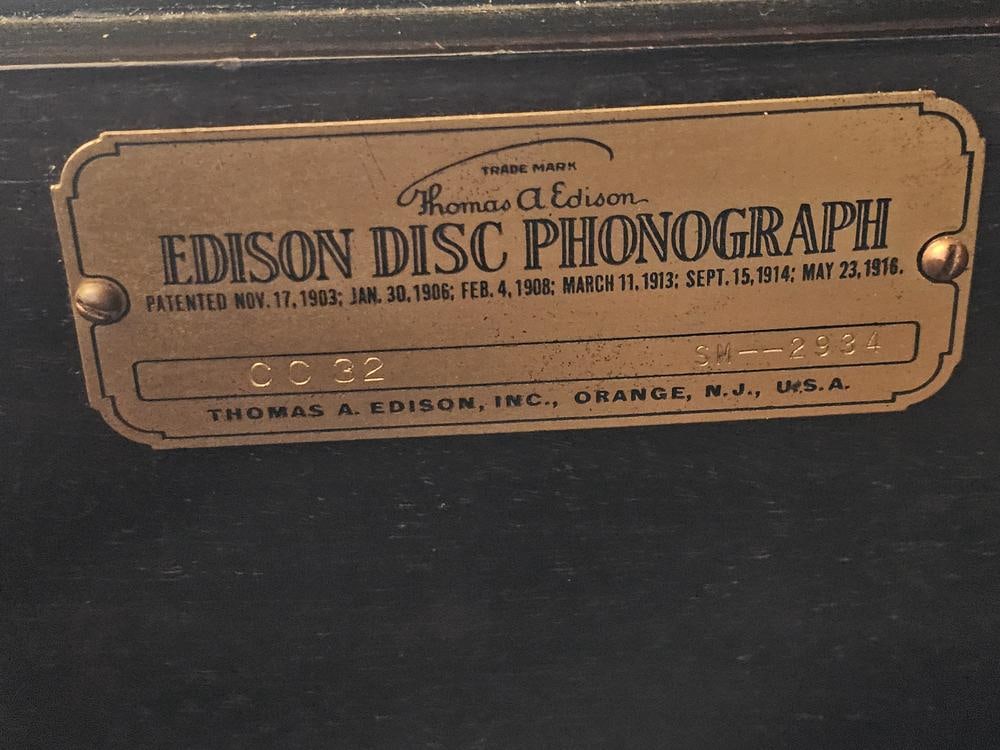 TRADE MARK
Thomas A Edison
EDISON DISC PHONOGRAPH
PATENTED NOV. 17, 1903; JAN. 30, 1906; FEB. 4, 1908; MARCH 11, 1913; SEPT. 15, 1914; MAY 23, 1916.
CC 32 SM--2934
THOMAS A. EDISON, INC., ORANGE, N.J., U.S.A.